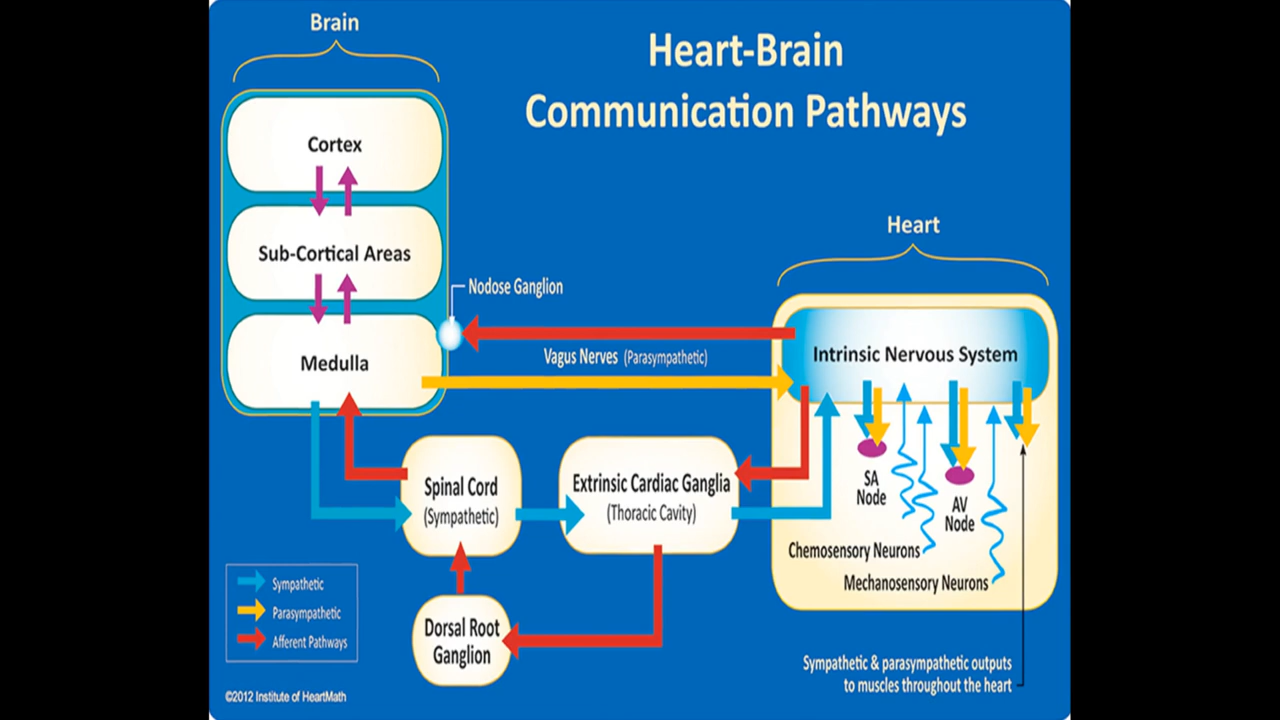 Brain
Heart-Brain
Communication Pathways
Cortex
Sub-Cortical Areas
Medulla
Nodose Ganglion
Vagus Nerves (Parasympathetic)
Heart
Intrinsic Nervous System
SA
Node
AV
Node
Chemosensory Neurons
Mechanosensory Neurons
Spinal Cord
(Sympathetic)
Extrinsic Cardiac Ganglia
(Thoracic Cavity)
Dorsal Root
Ganglion
Sympathetic
Parasympathetic
Afferent Pathways
Sympathetic & parasympathetic outputs
to muscles throughout the heart
©2012 Institute of HeartMath